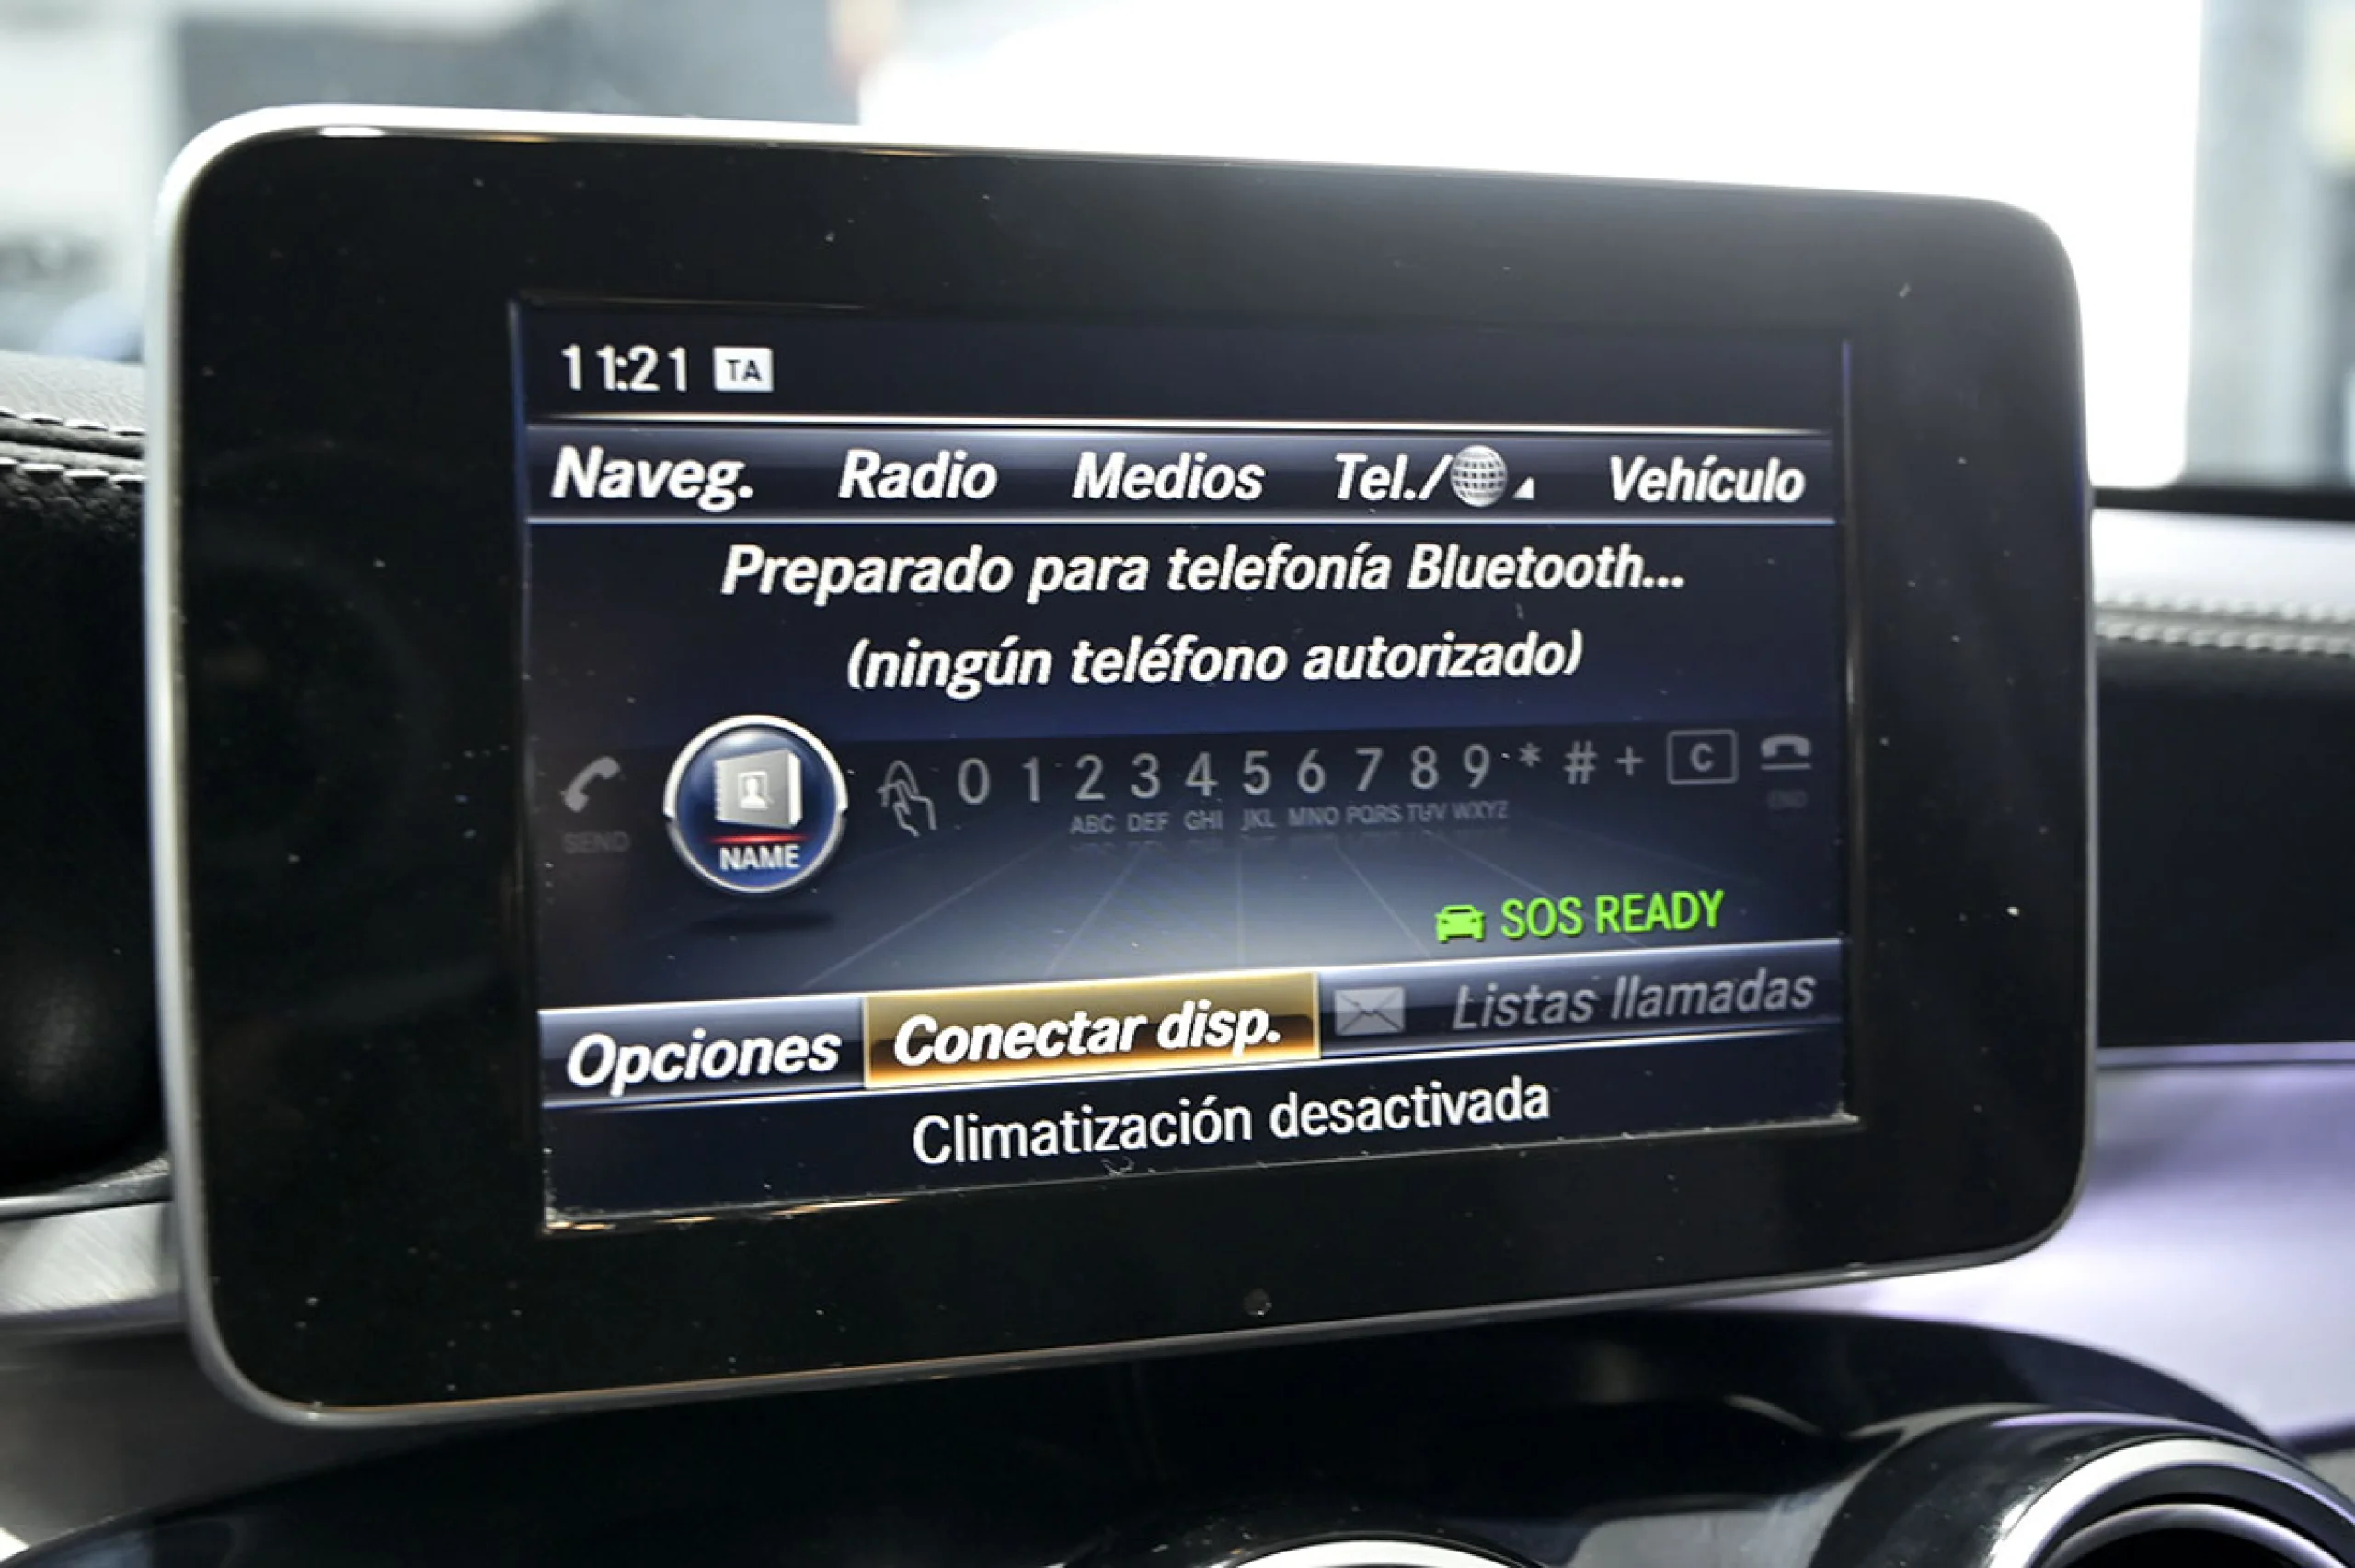 11:21 TA
Naveg. Radio Medios Tel./ Vehículo
Preparado para telefonía Bluetooth...
(ningún teléfono autorizado)
0 1 2 3 4 5 6 7 8 9 * # + C
SEND NAME ABC DEF GHI JKL MNO PQRS TUV WXYZ END
SOS READY
Opciones Conectar disp. Listas llamadas
Climatización desactivada